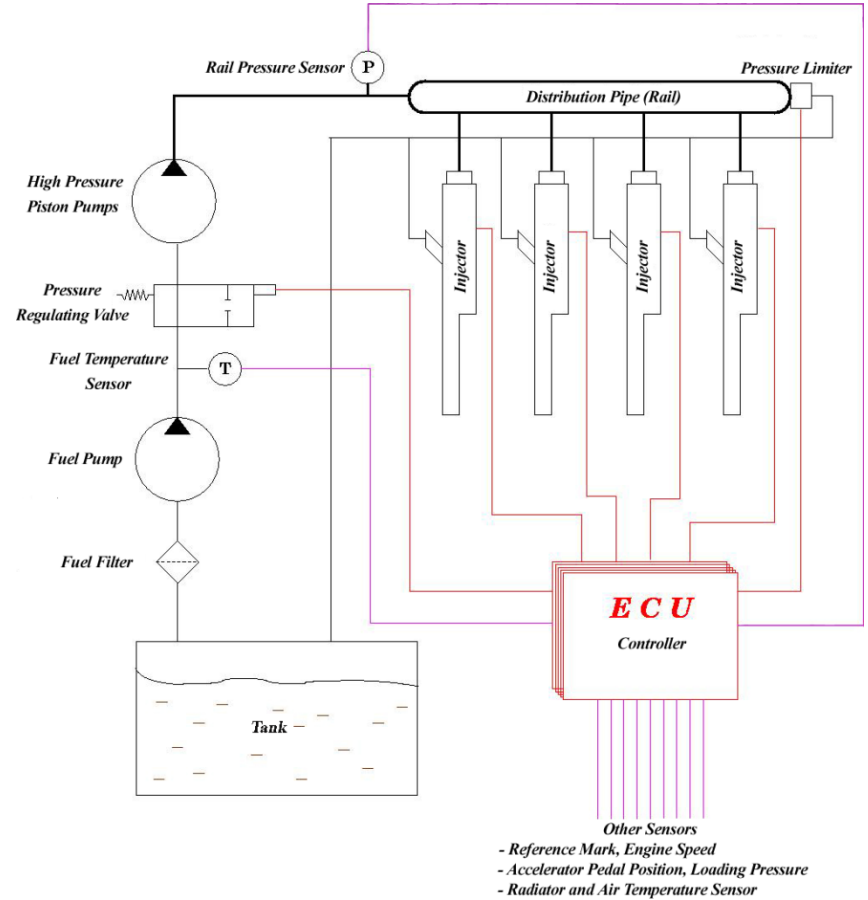 Rail Pressure Sensor
P
Pressure Limiter
Distribution Pipe (Rail)
High Pressure
Piston Pumps
Injector
Injector
Injector
Injector
Pressure
Regulating Valve
Fuel Temperature
Sensor
T
Fuel Pump
Fuel Filter
E C U
Controller
Tank
Other Sensors
- Reference Mark, Engine Speed
- Accelerator Pedal Position, Loading Pressure
- Radiator and Air Temperature Sensor